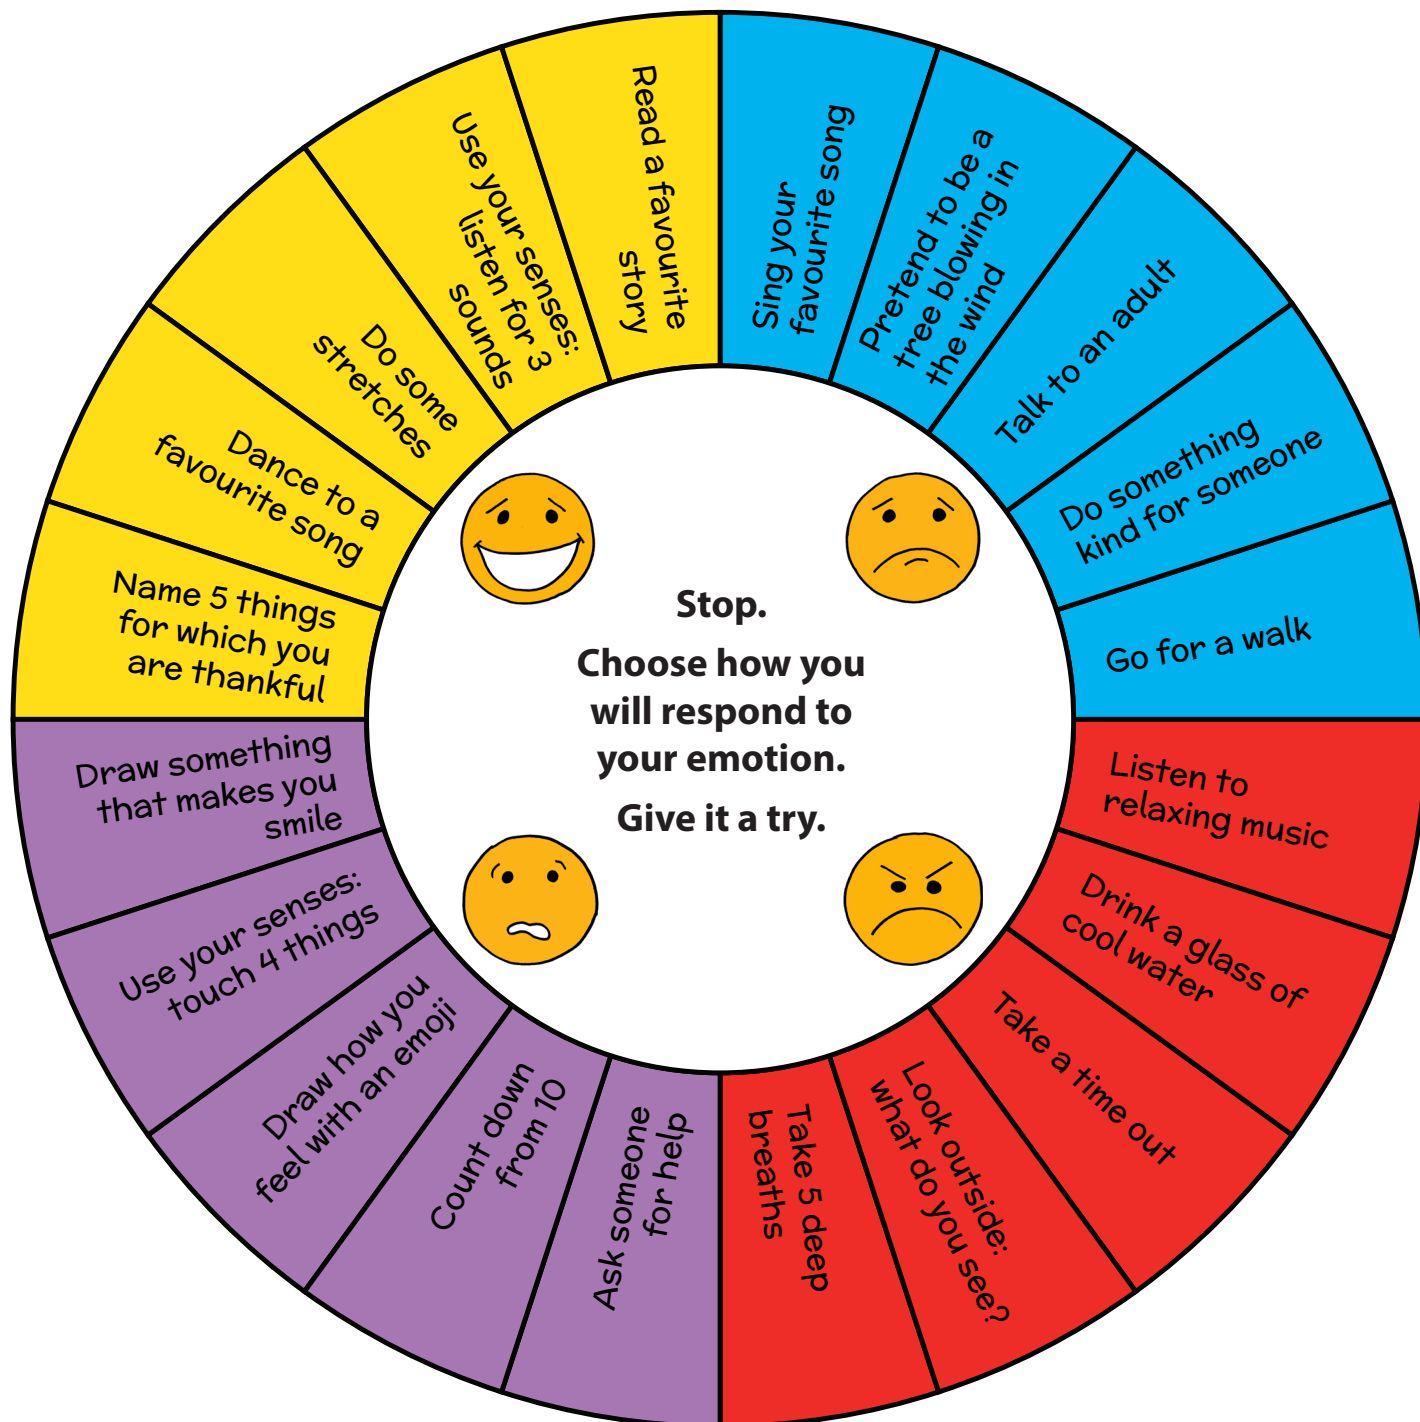 Stop.
Choose how you
will respond to
your emotion.
Give it a try.
Sing your
favourite song
Pretend to be a
tree blowing in
the wind
Talk to an adult
Do something
kind for someone
Go for a walk
Listen to
relaxing music
Drink a glass of
cool water
Take a time out
Look outside:
what do you see?
Take 5 deep
breaths
Ask someone
for help
Count down
from 10
Draw how you
feel with an emoji
Use your senses:
touch 4 things
Draw something
that makes you
smile
Name 5 things
for which you
are thankful
Dance to a
favourite song
Do some
stretches
Use your senses:
listen for 3
sounds
Read a favourite
story